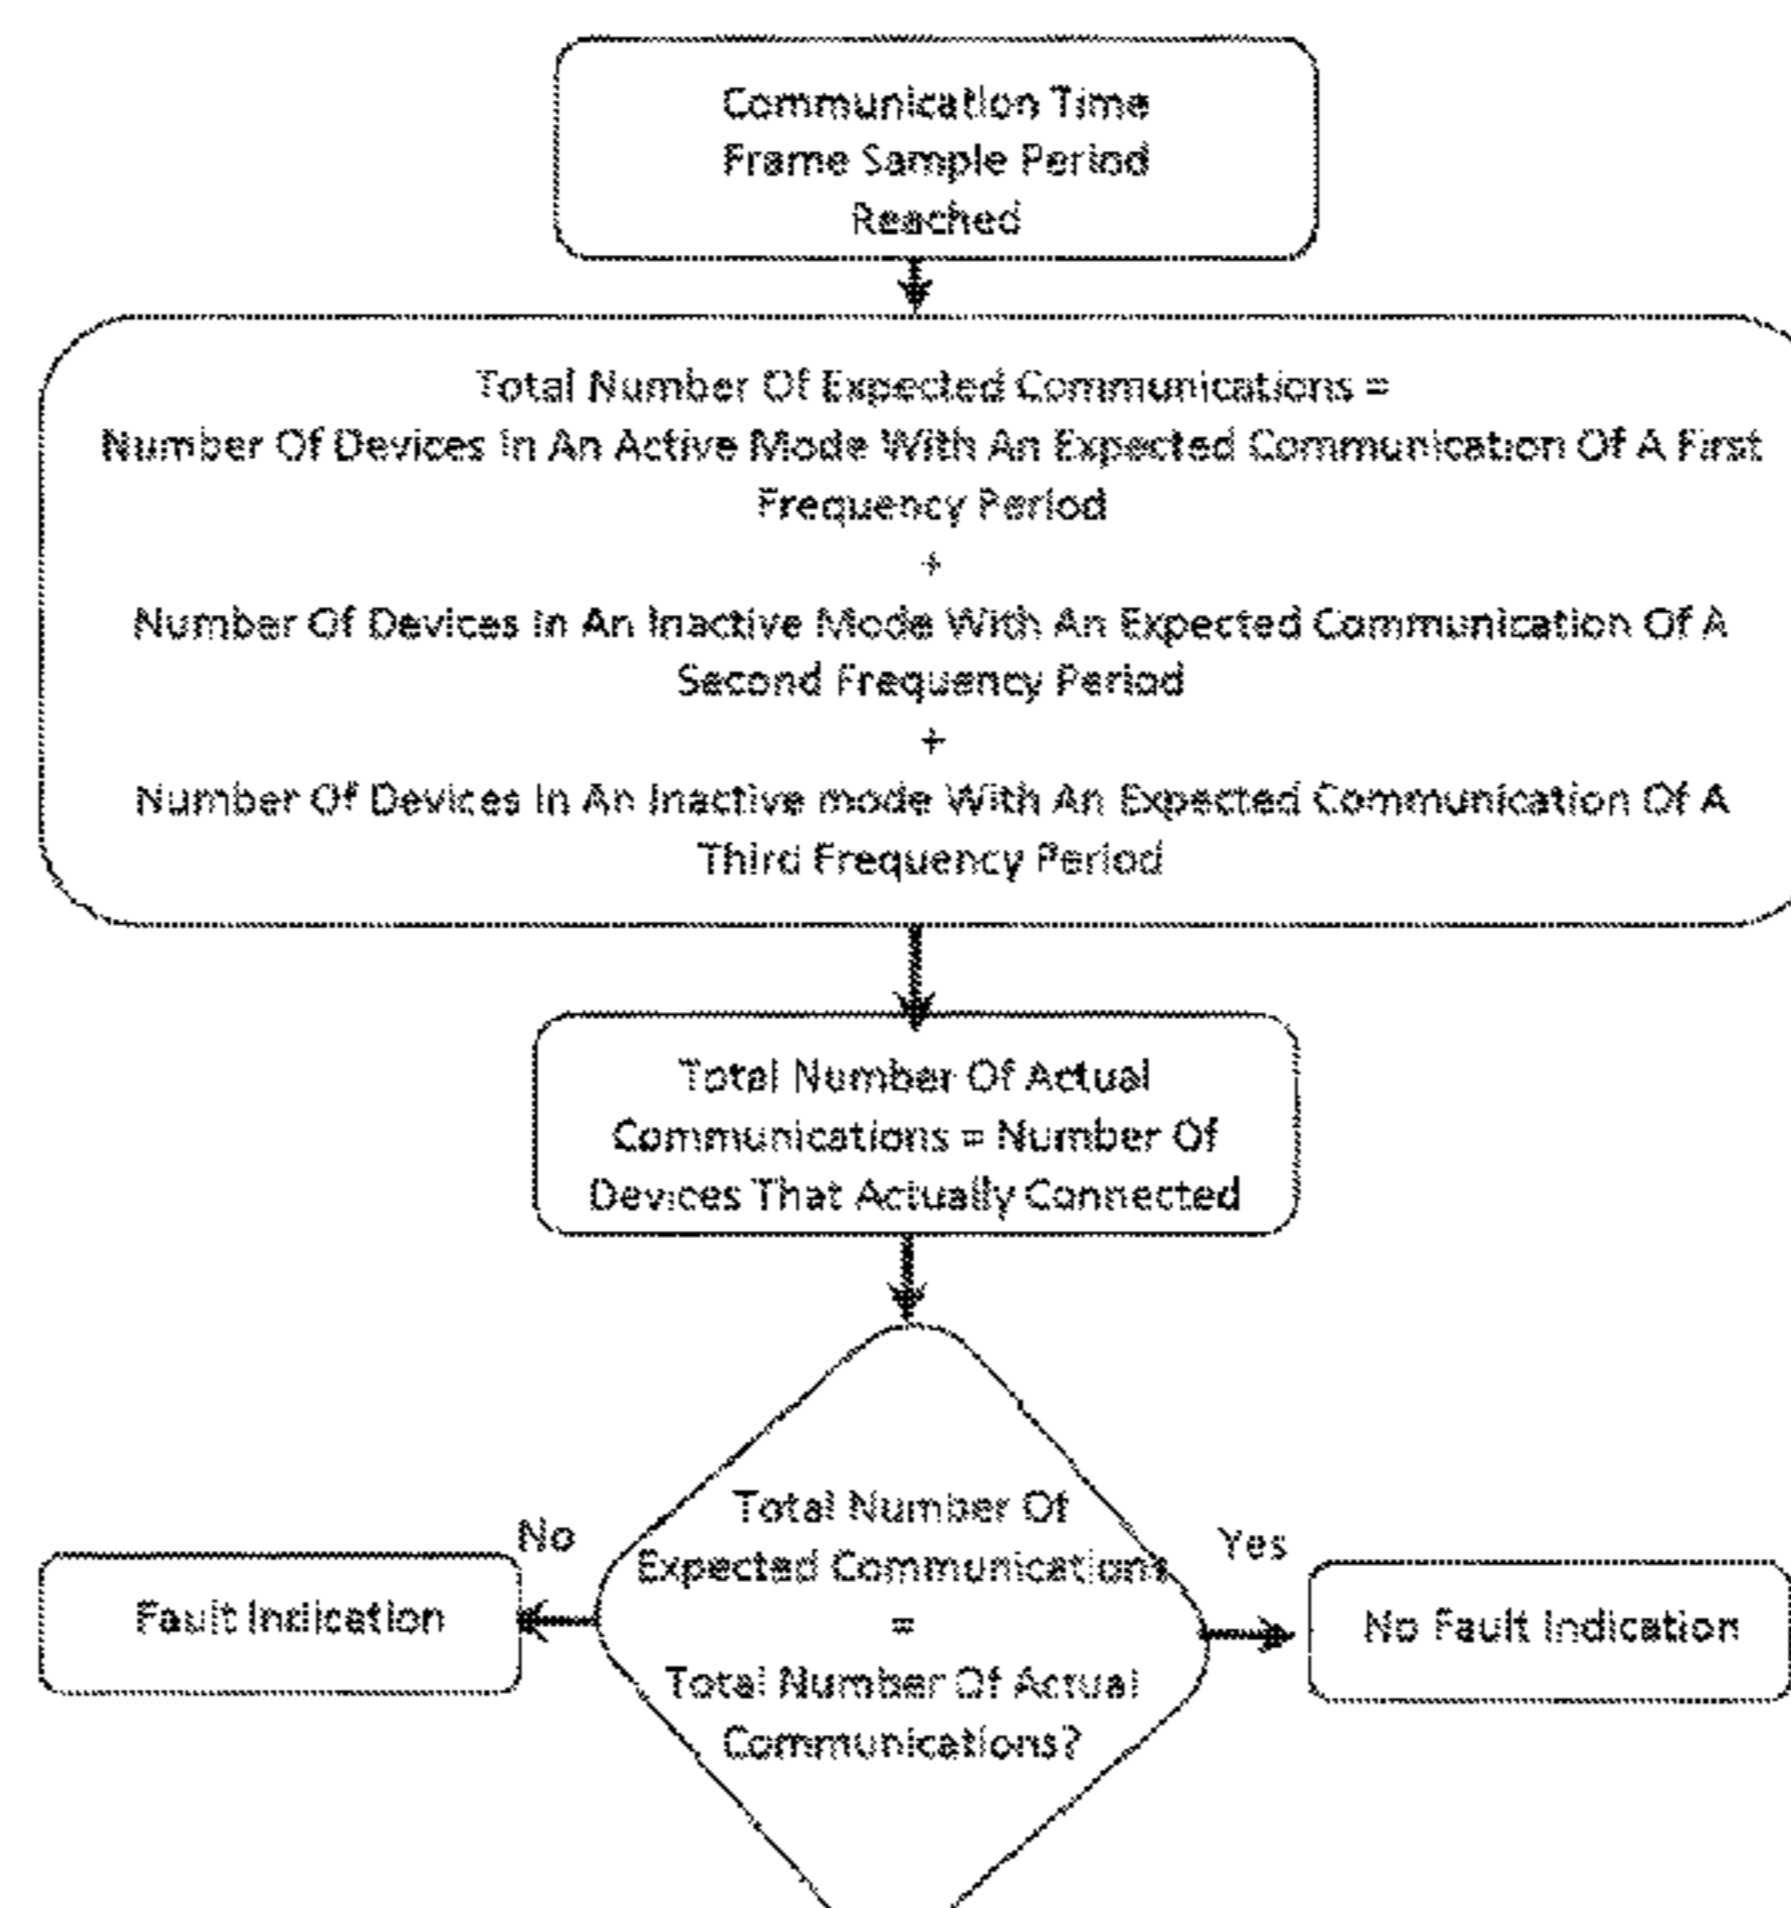 Communication Time
Frame Sample Period
Reached
Total Number Of Expected Communications =
Number Of Devices In An Active Mode With An Expected Communication Of A First
Frequency Period
+
Number Of Devices In An Inactive Mode With An Expected Communication Of A
Second Frequency Period
+
Number Of Devices In An Inactive mode With An Expected Communication Of A
Third Frequency Period
Total Number Of Actual
Communications = Number Of
Devices That Actually Connected
Total Number Of
Expected Communications
=
Total Number Of Actual
Communications?
No
Fault Indication
Yes
No Fault Indication